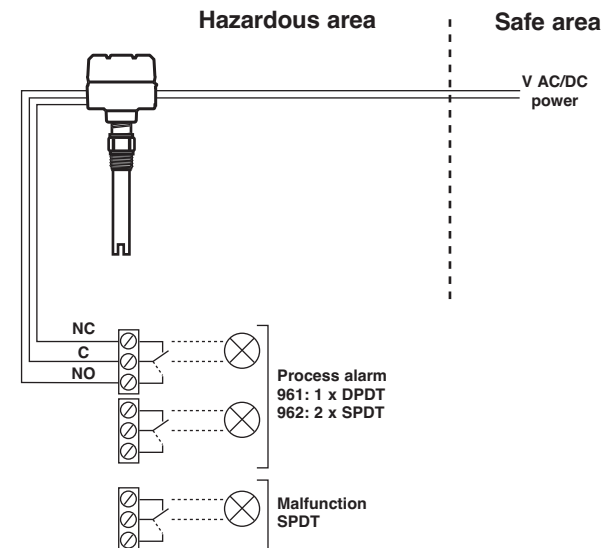 Hazardous area
Safe area
V AC/DC
power
NC
C
NO
Process alarm
961: 1 x DPDT
962: 2 x SPDT
Malfunction
SPDT